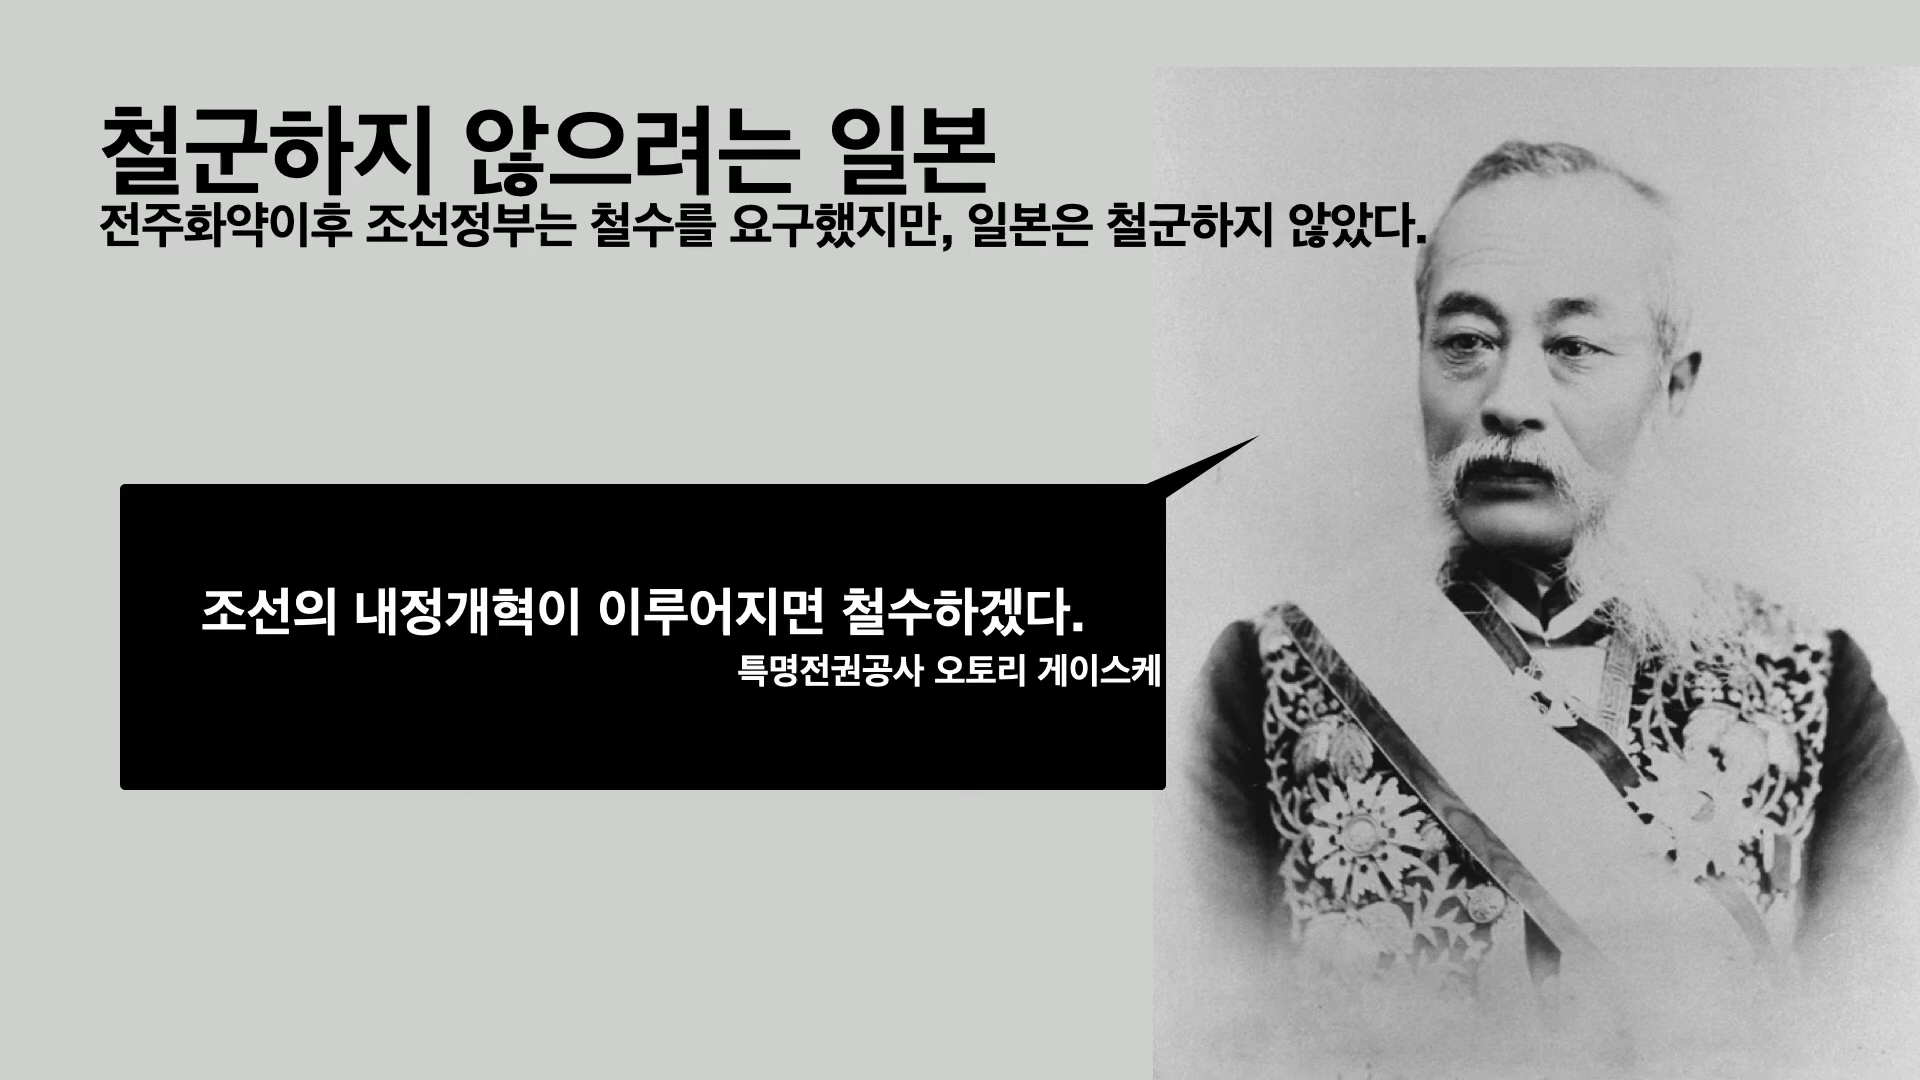 철군하지 않으려는 일본
전주화약이후 조선정부는 철수를 요구했지만, 일본은 철군하지 않았다.
조선의 내정개혁이 이루어지면 철수하겠다.
특명전권공사 오토리 게이스케